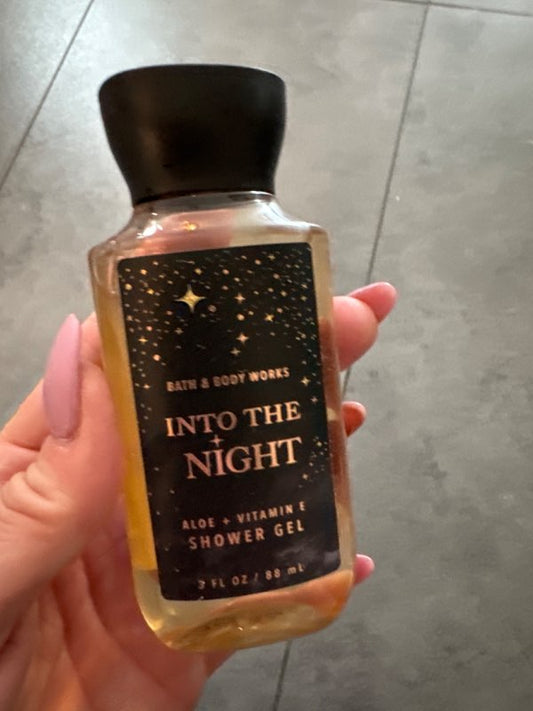 BATH & BODY WORKS
INTO THE
NIGHT
ALOE + VITAMIN E
SHOWER GEL
3 FL OZ / 88 mL